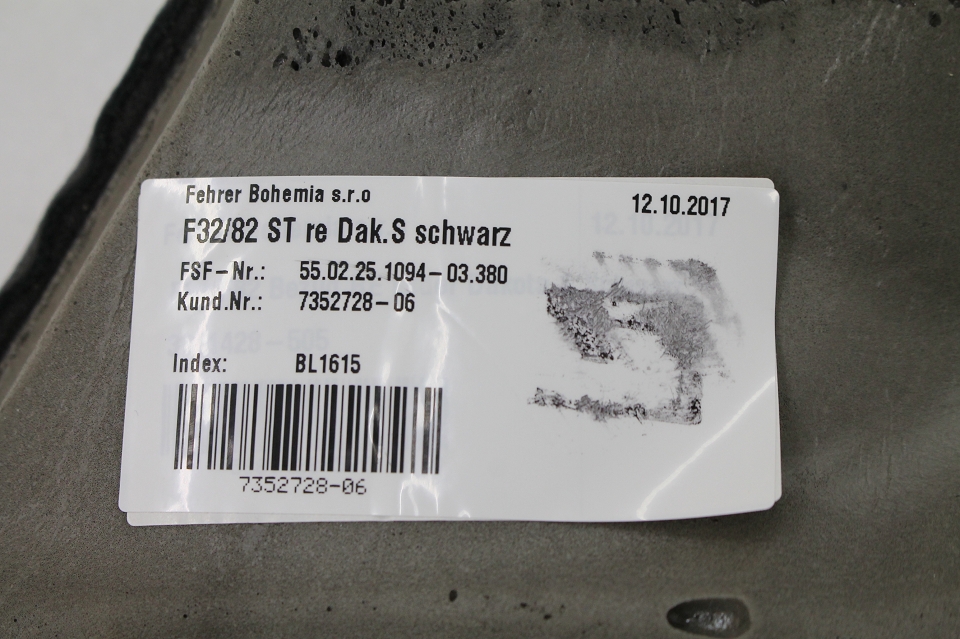 Fehrer Bohemia s.r.o
12.10.2017
F32/82 ST re Dak.S schwarz
FSF-Nr.: 55.02.25.1094-03.380
Kund.Nr.: 7352728-06
Index: BL1615
7352728-06